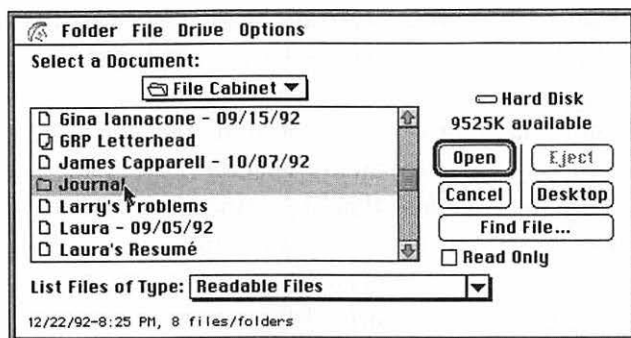 Folder File Drive Options
Select a Document:
File Cabinet
Gina Iannacone - 09/15/92
GRP Letterhead
James Capparell - 10/07/92
Journal
Larry's Problems
Laura - 09/05/92
Laura's Resumé
Hard Disk
9525K available
Open Eject
Cancel Desktop
Find File...
Read Only
List Files of Type: Readable Files
12/22/92-8:25 PM, 8 files/folders